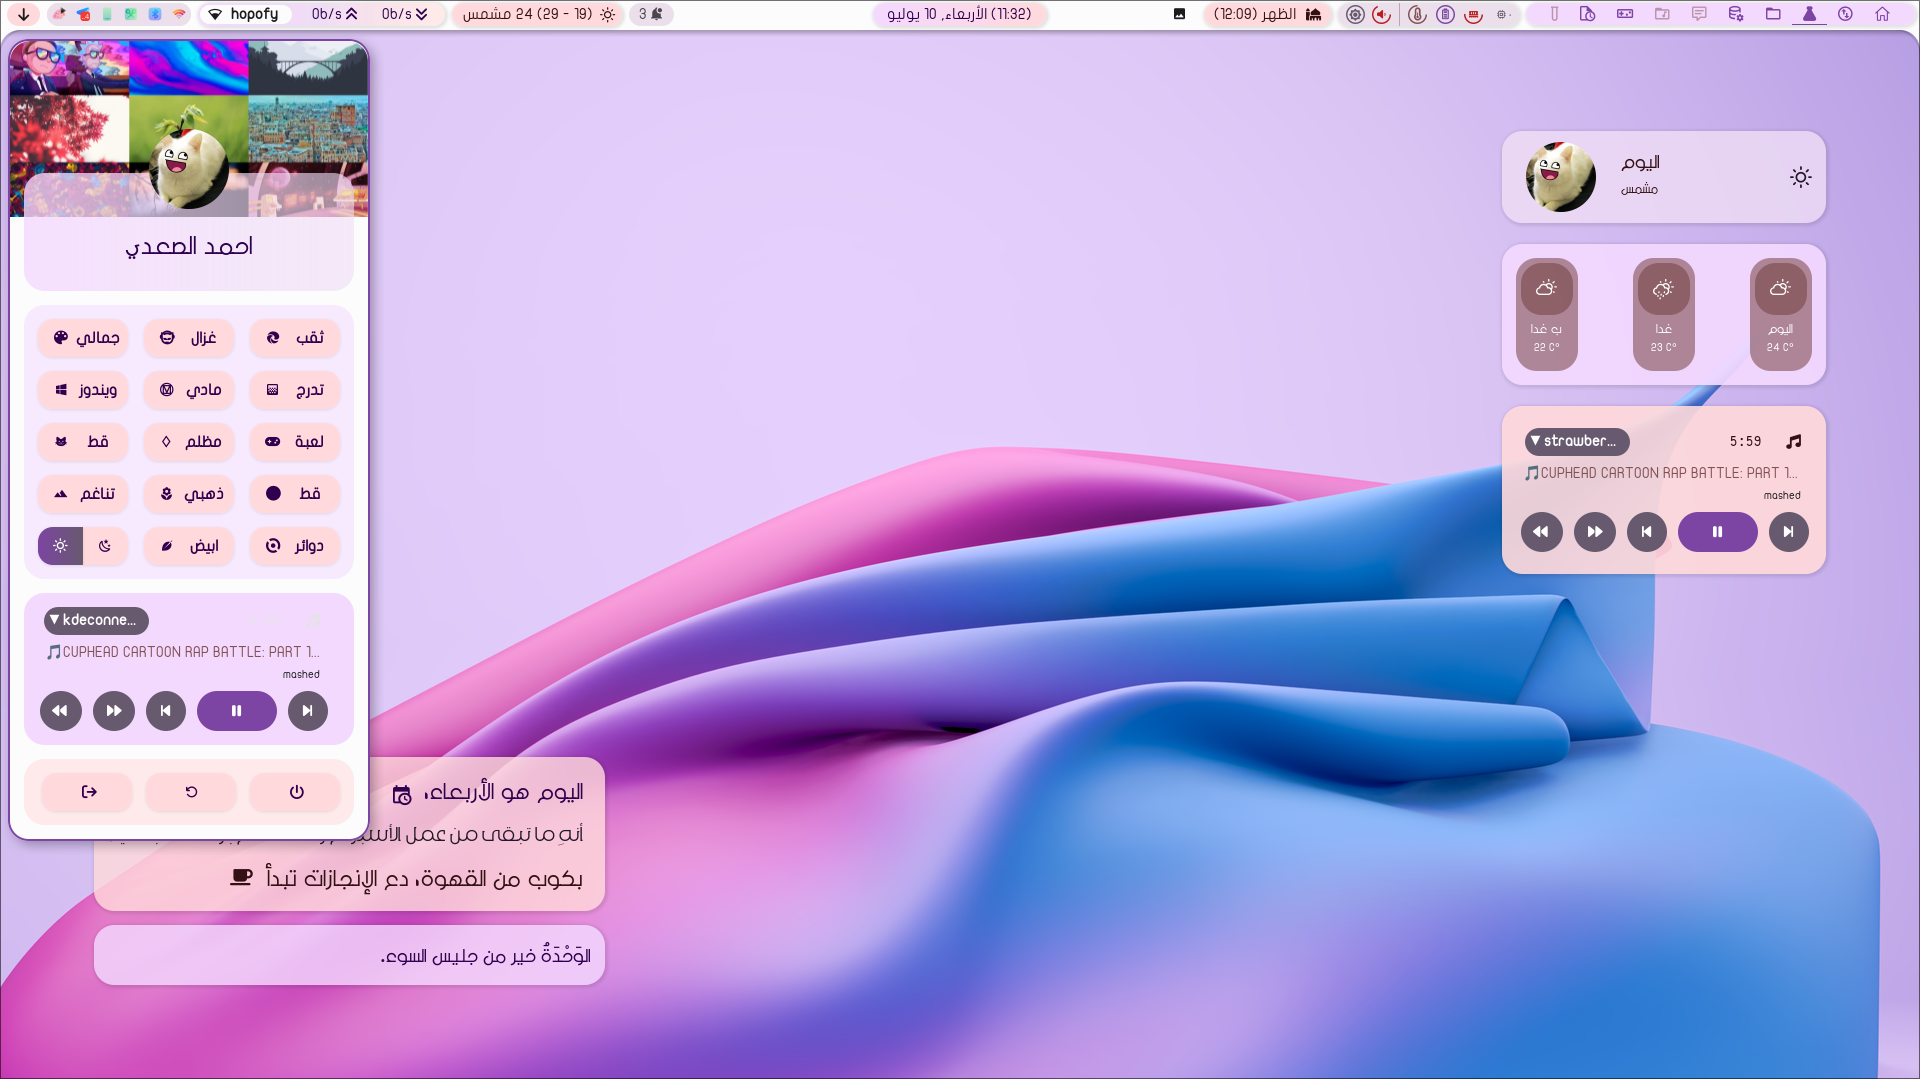 hopofy
0b/s
0b/s
24 مشمس (29 - 19)
3
(11:32) الأربعاء, 10 يوليو
الظهر (12:09)
احمد الصعدي
ثقب
غزال
جمالي
تدرج
مادي
ويندوز
لعبة
مظلم
قط
قط
ذهبي
تناغم
دوائر
ابيض
▼ kdeconne...
🎵CUPHEAD CARTOON RAP BATTLE: PART 1...
mashed
اليوم هو الأربعاء،
أنهِ ما تبقى من عمل
بكوب من القهوة، دع الإنجازات تبدأ
الوَحْدَةُ خير من جليس السوء.
اليوم
مشمس
اليوم
24 C°
غدا
23 C°
بـ غدا
22 C°
▼ strawber...
5:59
🎵CUPHEAD CARTOON RAP BATTLE: PART 1...
mashed